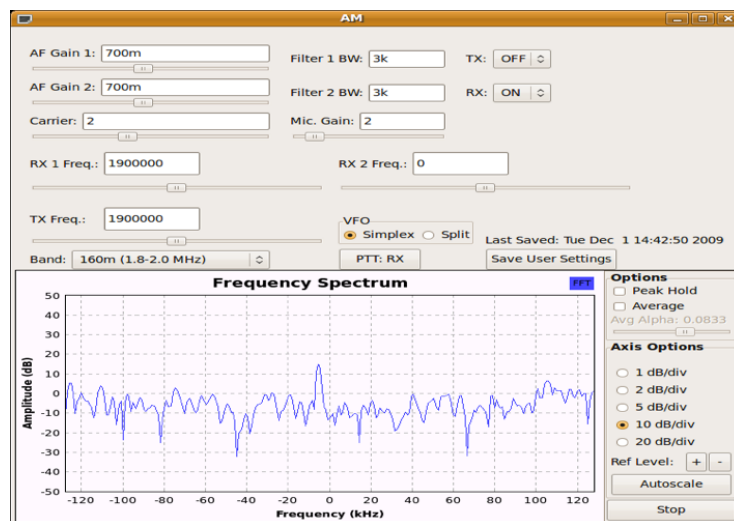 AM
AF Gain 1: 700m
Filter 1 BW: 3k
TX: OFF
AF Gain 2: 700m
Filter 2 BW: 3k
RX: ON
Carrier: 2
Mic. Gain: 2
RX 1 Freq.: 1900000
RX 2 Freq.: 0
TX Freq.: 1900000
VFO
Simplex Split
Last Saved: Tue Dec 1 14:42:50 2009
Band: 160m (1.8-2.0 MHz)
PTT: RX
Save User Settings
Frequency Spectrum
FFT
50
40
30
20
10
0
-10
-20
-30
-40
-50
Amplitude (dB)
-120 -100 -80 -60 -40 -20 0 20 40 60 80 100 120
Frequency (kHz)
Options
Peak Hold
Average
Avg Alpha: 0.0833
Axis Options
1 dB/div
2 dB/div
5 dB/div
10 dB/div
20 dB/div
Ref Level: + -
Autoscale
Stop